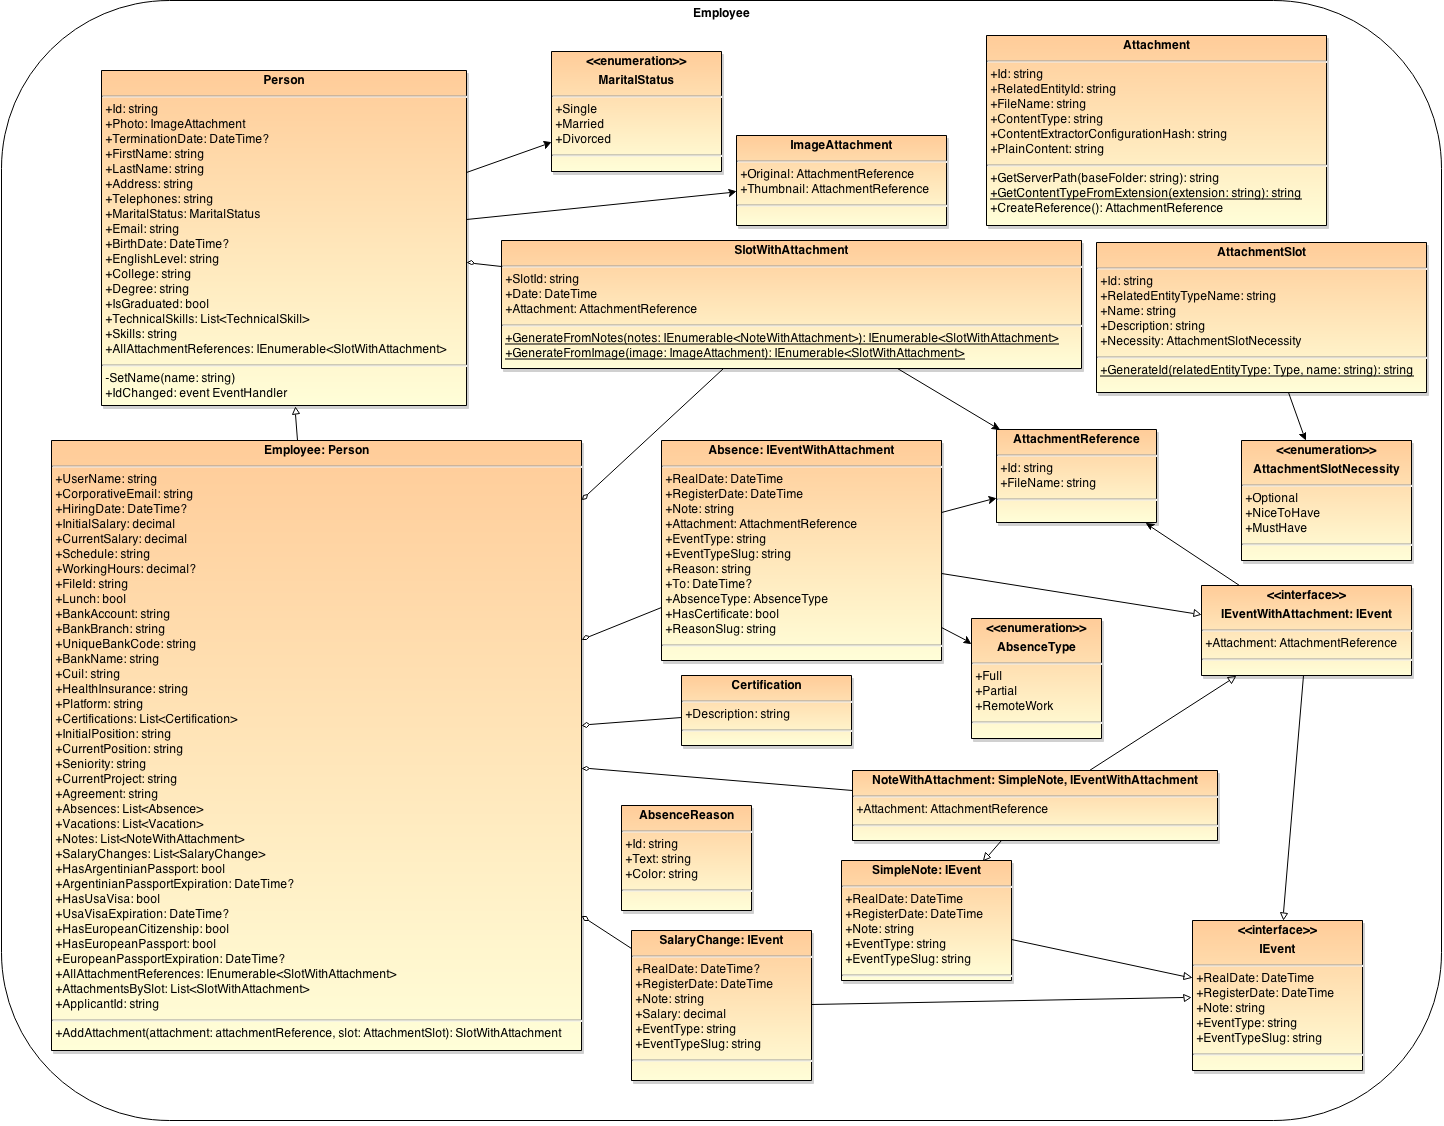 Employee
Person
+Id: string
+Photo: ImageAttachment
+TerminationDate: DateTime?
+FirstName: string
+LastName: string
+Address: string
+Telephones: string
+MaritalStatus: MaritalStatus
+Email: string
+BirthDate: DateTime?
+EnglishLevel: string
+College: string
+Degree: string
+IsGraduated: bool
+TechnicalSkills: List<TechnicalSkill>
+Skills: string
+AllAttachmentReferences: IEnumerable<SlotWithAttachment>
-SetName(name: string)
+IdChanged: event EventHandler
<<enumeration>>
MaritalStatus
+Single
+Married
+Divorced
ImageAttachment
+Original: AttachmentReference
+Thumbnail: AttachmentReference
Attachment
+Id: string
+RelatedEntityId: string
+FileName: string
+ContentType: string
+ContentExtractorConfigurationHash: string
+PlainContent: string
+GetServerPath(baseFolder: string): string
+GetContentTypeFromExtension(extension: string): string
+CreateReference(): AttachmentReference
SlotWithAttachment
+SlotId: string
+Date: DateTime
+Attachment: AttachmentReference
+GenerateFromNotes(notes: IEnumerable<NoteWithAttachment>): IEnumerable<SlotWithAttachment>
+GenerateFromImage(image: ImageAttachment): IEnumerable<SlotWithAttachment>
AttachmentSlot
+Id: string
+RelatedEntityTypeName: string
+Name: string
+Description: string
+Necessity: AttachmentSlotNecessity
+GenerateId(relatedEntityType: Type, name: string): string
Employee: Person
+UserName: string
+CorporativeEmail: string
+HiringDate: DateTime?
+InitialSalary: decimal
+CurrentSalary: decimal
+Schedule: string
+WorkingHours: decimal?
+FileId: string
+Lunch: bool
+BankAccount: string
+BankBranch: string
+UniqueBankCode: string
+BankName: string
+Cuil: string
+HealthInsurance: string
+Platform: string
+Certifications: List<Certification>
+InitialPosition: string
+CurrentPosition: string
+Seniority: string
+CurrentProject: string
+Agreement: string
+Absences: List<Absence>
+Vacations: List<Vacation>
+Notes: List<NoteWithAttachment>
+SalaryChanges: List<SalaryChange>
+HasArgentinianPassport: bool
+ArgentinianPassportExpiration: DateTime?
+HasUsaVisa: bool
+UsaVisaExpiration: DateTime?
+HasEuropeanCitizenship: bool
+HasEuropeanPassport: bool
+EuropeanPassportExpiration: DateTime?
+AllAttachmentReferences: IEnumerable<SlotWithAttachment>
+AttachmentsBySlot: List<SlotWithAttachment>
+ApplicantId: string
+AddAttachment(attachment: attachmentReference, slot: AttachmentSlot): SlotWithAttachment
Absence: IEventWithAttachment
+RealDate: DateTime
+RegisterDate: DateTime
+Note: string
+Attachment: AttachmentReference
+EventType: string
+EventTypeSlug: string
+Reason: string
+To: DateTime?
+AbsenceType: AbsenceType
+HasCertificate: bool
+ReasonSlug: string
AttachmentReference
+Id: string
+FileName: string
<<enumeration>>
AttachmentSlotNecessity
+Optional
+NiceToHave
+MustHave
<<interface>>
IEventWithAttachment: IEvent
+Attachment: AttachmentReference
<<enumeration>>
AbsenceType
+Full
+Partial
+RemoteWork
Certification
+Description: string
NoteWithAttachment: SimpleNote, IEventWithAttachment
+Attachment: AttachmentReference
AbsenceReason
+Id: string
+Text: string
+Color: string
SimpleNote: IEvent
+RealDate: DateTime
+RegisterDate: DateTime
+Note: string
+EventType: string
+EventTypeSlug: string
SalaryChange: IEvent
+RealDate: DateTime?
+RegisterDate: DateTime
+Note: string
+Salary: decimal
+EventType: string
+EventTypeSlug: string
<<interface>>
IEvent
+RealDate: DateTime
+RegisterDate: DateTime
+Note: string
+EventType: string
+EventTypeSlug: string